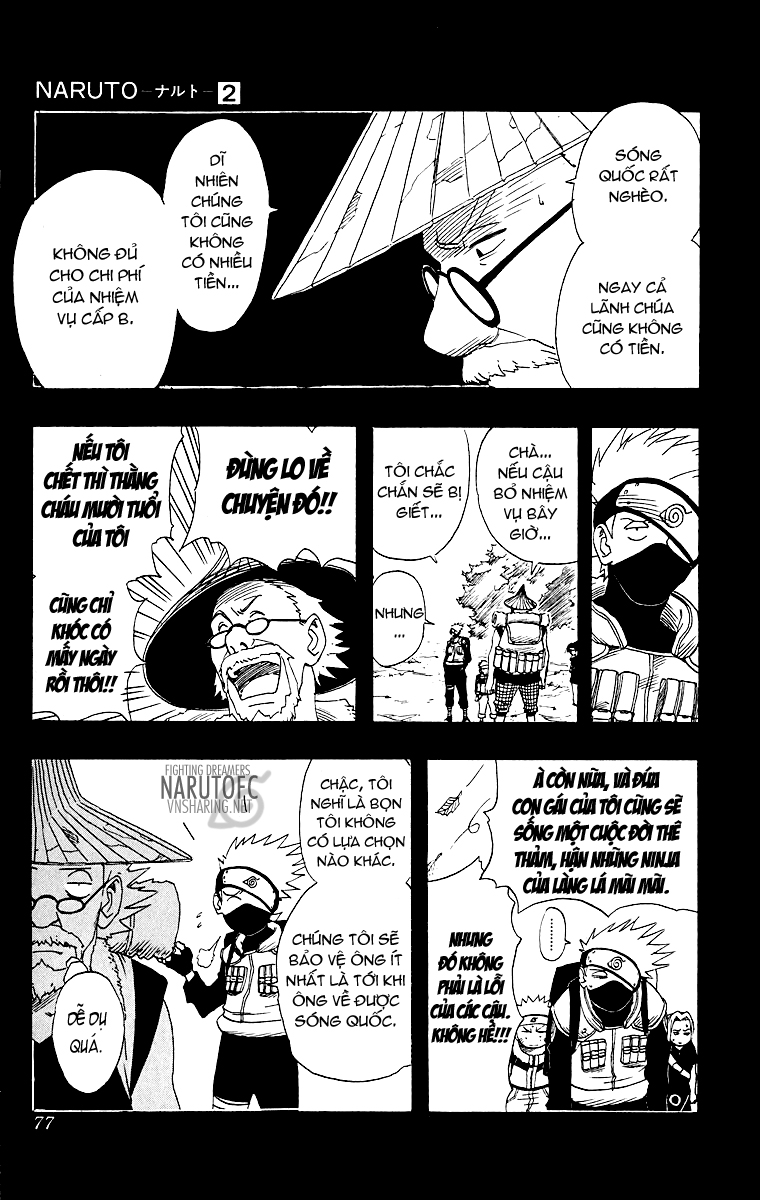 NARUTO —ナルト— 2
SÓNG
QUỐC RẤT
NGHÈO.
NGAY CẢ
LÃNH CHÚA
CŨNG KHÔNG
CÓ TIỀN.
DĨ
NHIÊN
CHÚNG
TÔI CŨNG
KHÔNG
CÓ NHIỀU
TIỀN...
KHÔNG ĐỦ
CHO CHI PHÍ
CỦA NHIỆM
VỤ CẤP B.
CHÀ...
NẾU CẬU
BỎ NHIỆM
VỤ BÂY
GIỜ...
TÔI CHẮC
CHẮN SẼ BỊ
GIẾT...
NHƯNG
...
ĐỪNG LO VỀ
CHUYỆN ĐÓ!!
NẾU TÔI
CHẾT THÌ THẰNG
CHÁU MƯỜI TUỔI
CỦA TÔI
CŨNG CHỈ
KHÓC CÓ
MẤY NGÀY
RỒI THÔI!!
À CÒN NỮA, VÀ ĐỨA
CON GÁI CỦA TÔI CŨNG SẼ
SỐNG MỘT CUỘC ĐỜI THÊ
THẢM, HẬN NHỮNG NINJA
CỦA LÀNG LÁ MÃI MÃI.
.........
NHƯNG
ĐÓ KHÔNG
PHẢI LÀ LỖI
CỦA CÁC CẬU.
KHÔNG HỀ!!!
CHẬC, TÔI
NGHĨ LÀ BỌN
TÔI KHÔNG
CÓ LỰA CHỌN
NÀO KHÁC.
CHÚNG TÔI SẼ
BẢO VỆ ÔNG ÍT
NHẤT LÀ TỚI KHI
ÔNG VỀ ĐƯỢC
SÓNG QUỐC.
FIGHTING DREAMERS
NARUTOFC
VNSHARING.NET
DỄ DỤ
QUÁ.
77